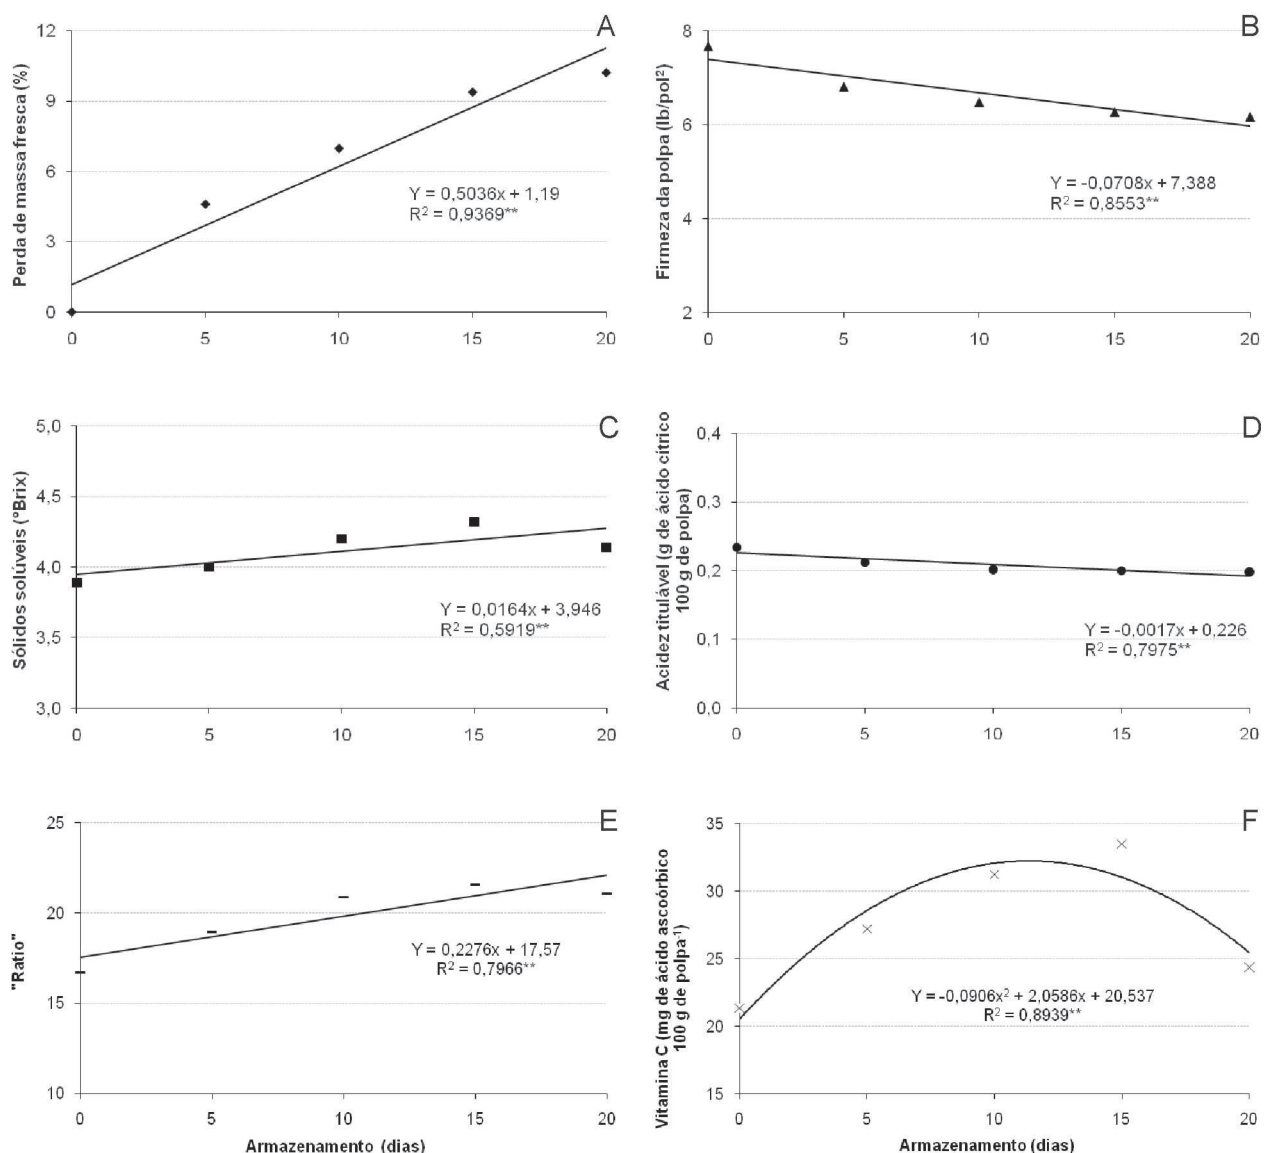 A
Perda de massa fresca (%)
12
9
6
3
0
Y = 0,5036x + 1,19
R² = 0,9369**
0 5 10 15 20
B
Firmeza da polpa (lb/pol²)
8
6
4
2
Y = -0,0708x + 7,388
R² = 0,8553**
0 5 10 15 20
C
Sólidos solúveis (ºBrix)
5,0
4,5
4,0
3,5
3,0
Y = 0,0164x + 3,946
R² = 0,5919**
0 5 10 15 20
D
Acidez titulável (g de ácido cítrico
100 g de polpa)
0,4
0,3
0,2
0,1
0,0
Y = -0,0017x + 0,226
R² = 0,7975**
0 5 10 15 20
E
"Ratio"
25
20
15
10
Y = 0,2276x + 17,57
R² = 0,7966**
0 5 10 15 20
Armazenamento (dias)
F
Vitamina C (mg de ácido ascoórbico
100 g de polpa⁻¹)
35
30
25
20
15
Y = -0,0906x² + 2,0586x + 20,537
R² = 0,8939**
0 5 10 15 20
Armazenamento (dias)